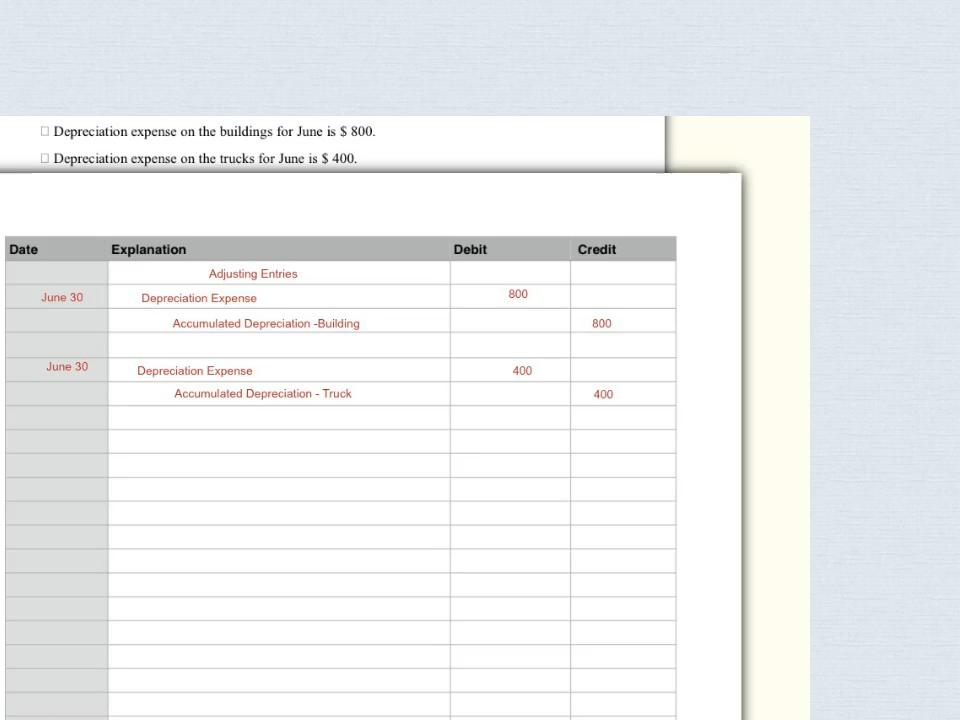 ☐ Depreciation expense on the buildings for June is $ 800.
☐ Depreciation expense on the trucks for June is $ 400.
Date Explanation Debit Credit
Adjusting Entries
June 30 Depreciation Expense 800
Accumulated Depreciation -Building 800
June 30 Depreciation Expense 400
Accumulated Depreciation - Truck 400